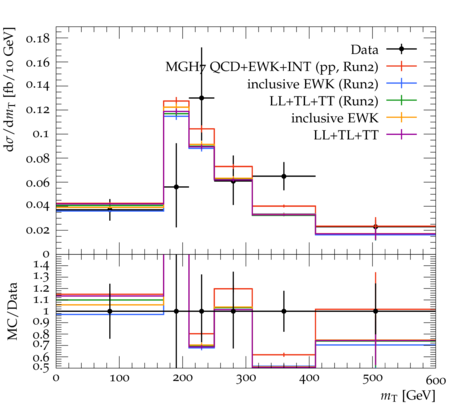 dσ/dm_T [fb/10 GeV]
0.18
0.16
0.14
0.12
0.1
0.08
0.06
0.04
0.02
0
Data
MGH7 QCD+EWK+INT (pp, Run2)
inclusive EWK (Run2)
LL+TL+TT (Run2)
inclusive EWK
LL+TL+TT
MC/Data
1.4
1.3
1.2
1.1
1
0.9
0.8
0.7
0.6
0.5
0 100 200 300 400 500 600
m_T [GeV]